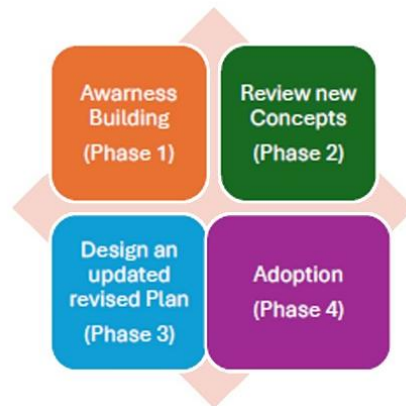 Awarness
Building
(Phase 1)
Review new
Concepts
(Phase 2)
Design an
updated
revised Plan
(Phase 3)
Adoption
(Phase 4)